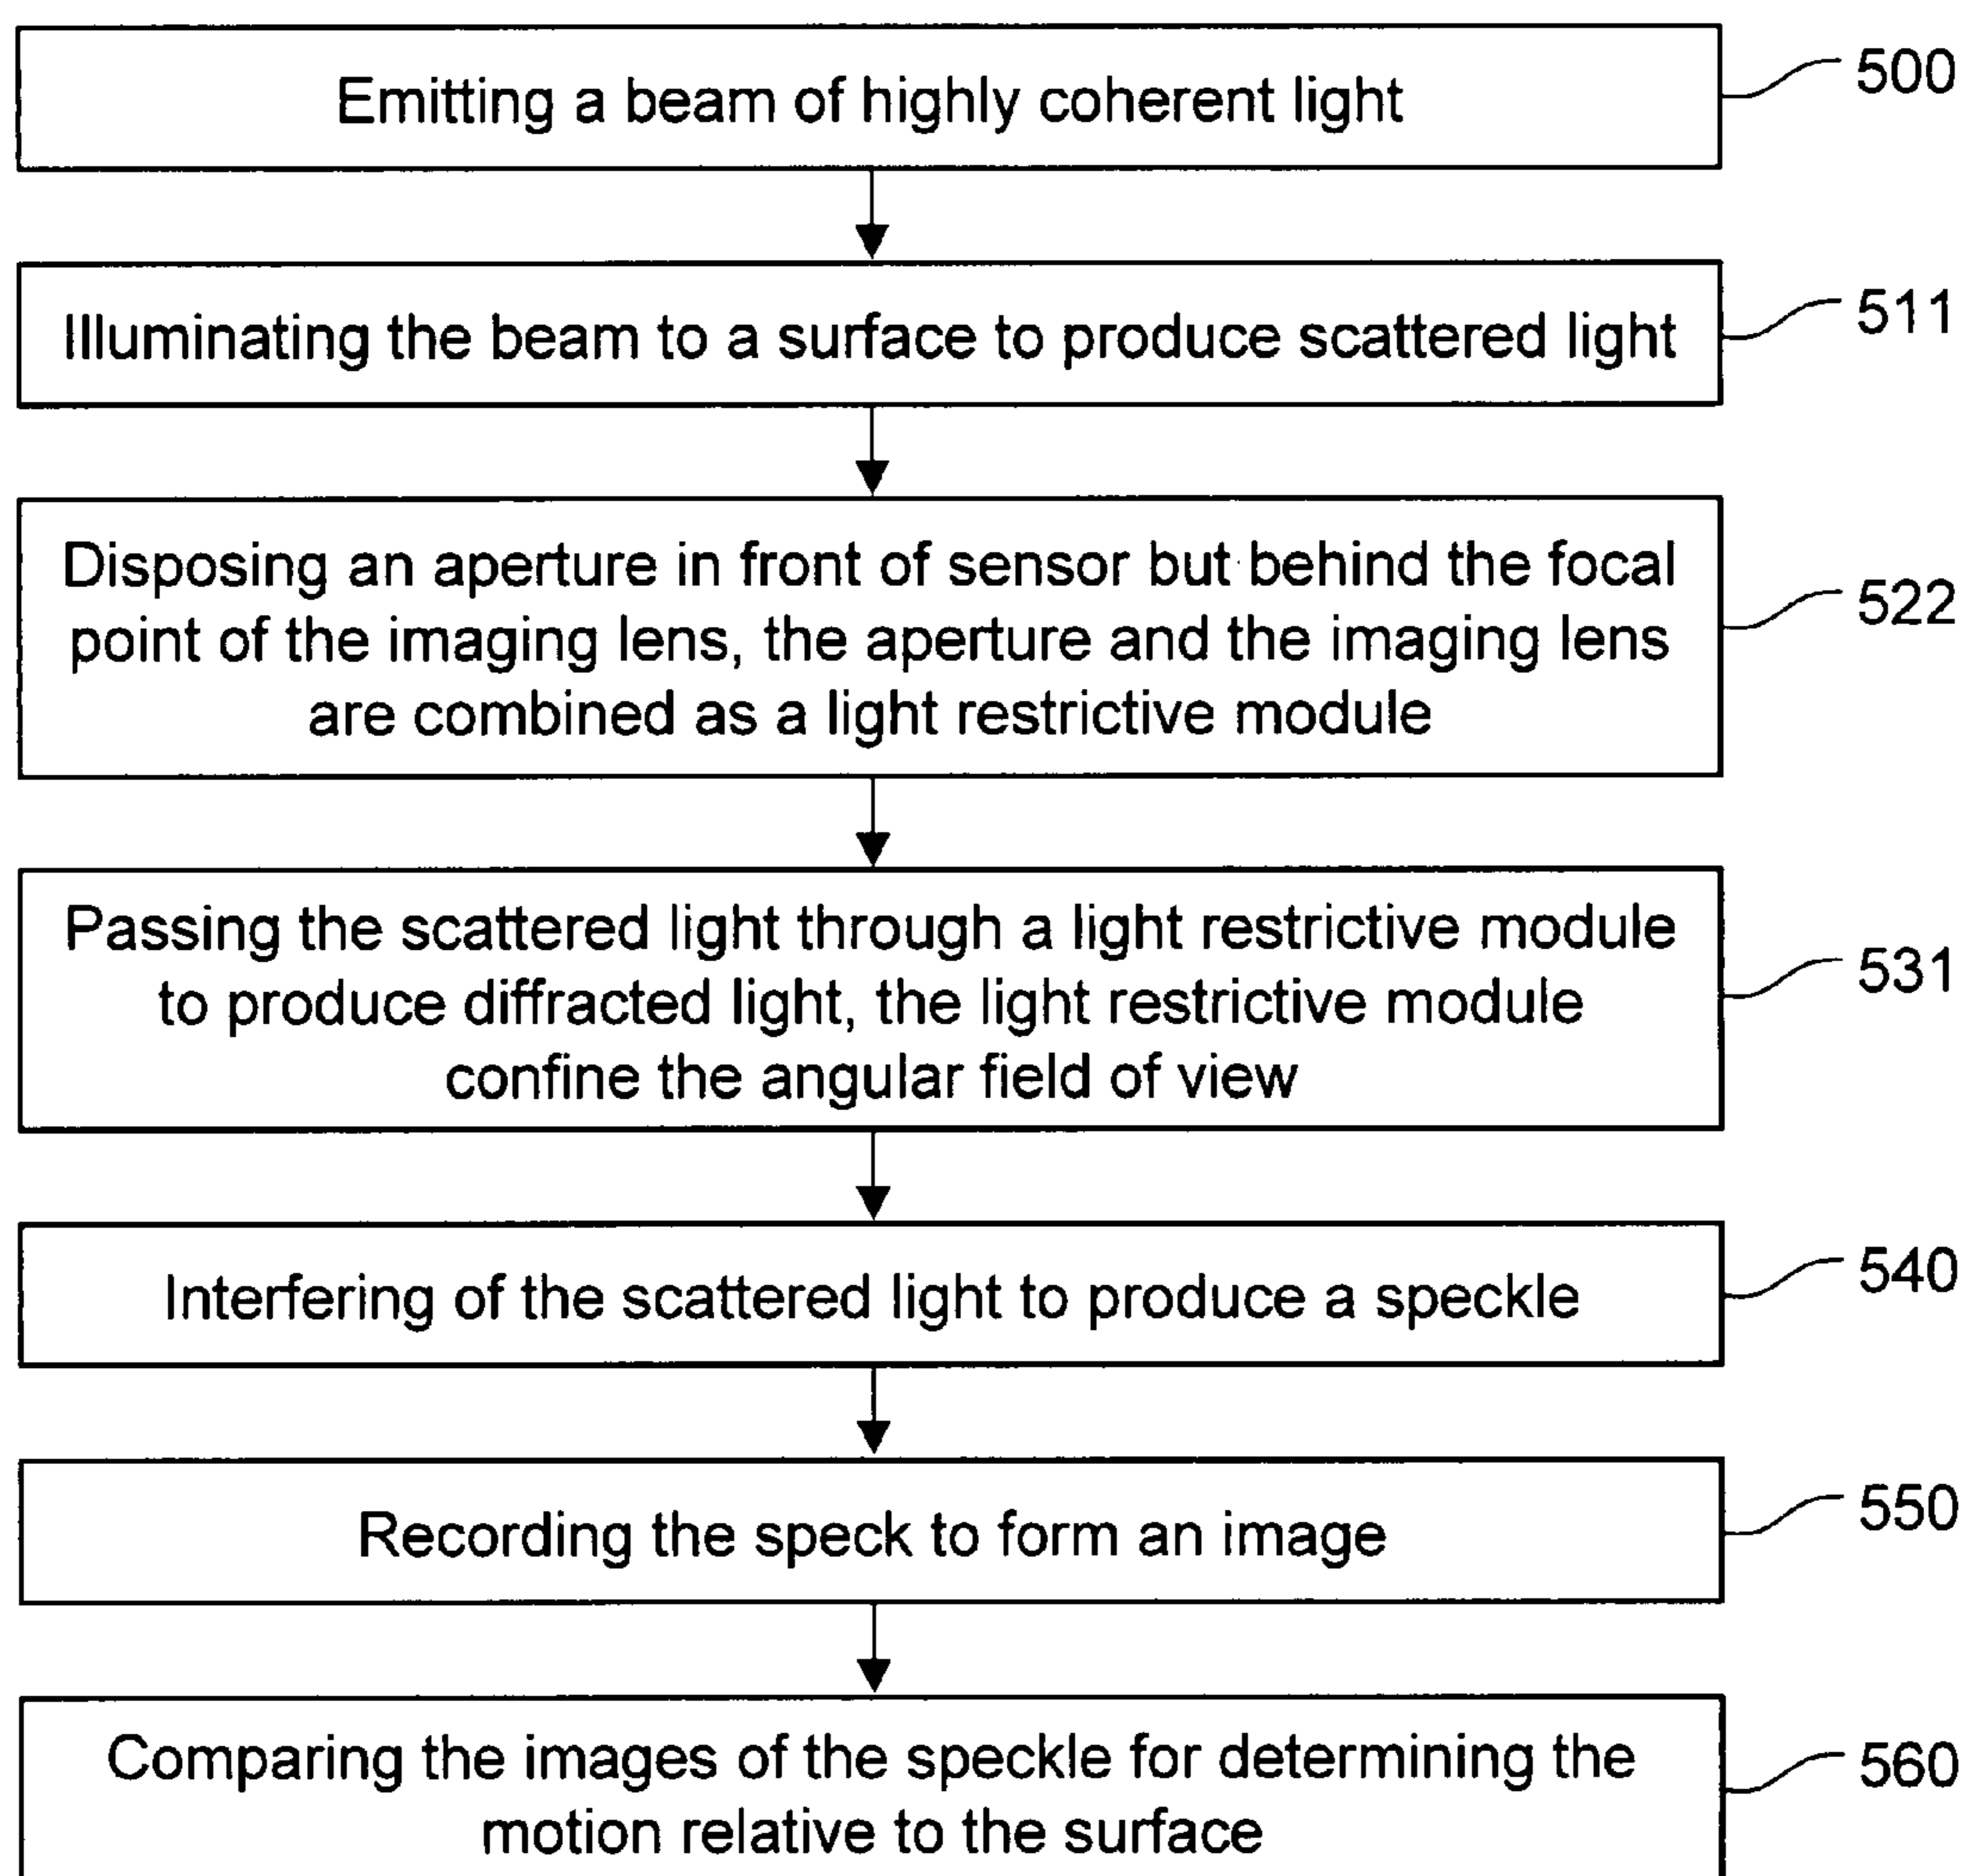 Emitting a beam of highly coherent light
500
Illuminating the beam to a surface to produce scattered light
511
Disposing an aperture in front of sensor but behind the focal
point of the imaging lens, the aperture and the imaging lens
are combined as a light restrictive module
522
Passing the scattered light through a light restrictive module
to produce diffracted light, the light restrictive module
confine the angular field of view
531
Interfering of the scattered light to produce a speckle
540
Recording the speck to form an image
550
Comparing the images of the speckle for determining the
motion relative to the surface
560